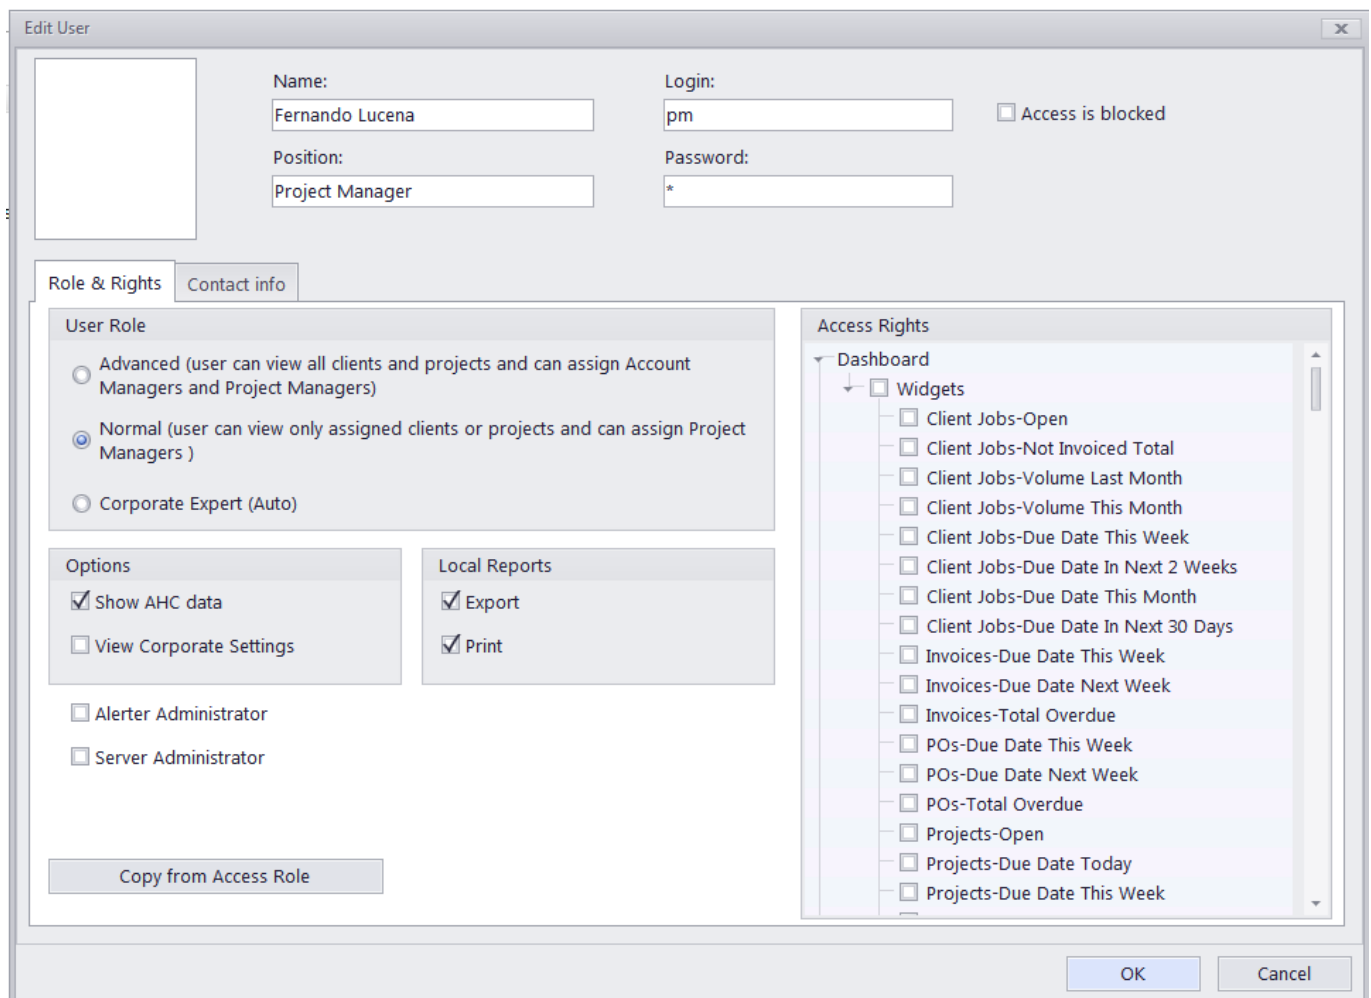 Edit User
Name:
Login:
Fernando Lucena
pm
Access is blocked
Position:
Password:
Project Manager
*
Role & Rights
Contact info
User Role
Advanced (user can view all clients and projects and can assign Account
Managers and Project Managers)
Normal (user can view only assigned clients or projects and can assign Project
Managers )
Corporate Expert (Auto)
Options
Show AHC data
View Corporate Settings
Local Reports
Export
Print
Alerter Administrator
Server Administrator
Copy from Access Role
Access Rights
Dashboard
Widgets
Client Jobs-Open
Client Jobs-Not Invoiced Total
Client Jobs-Volume Last Month
Client Jobs-Volume This Month
Client Jobs-Due Date This Week
Client Jobs-Due Date In Next 2 Weeks
Client Jobs-Due Date This Month
Client Jobs-Due Date In Next 30 Days
Invoices-Due Date This Week
Invoices-Due Date Next Week
Invoices-Total Overdue
POs-Due Date This Week
POs-Due Date Next Week
POs-Total Overdue
Projects-Open
Projects-Due Date Today
Projects-Due Date This Week
OK
Cancel